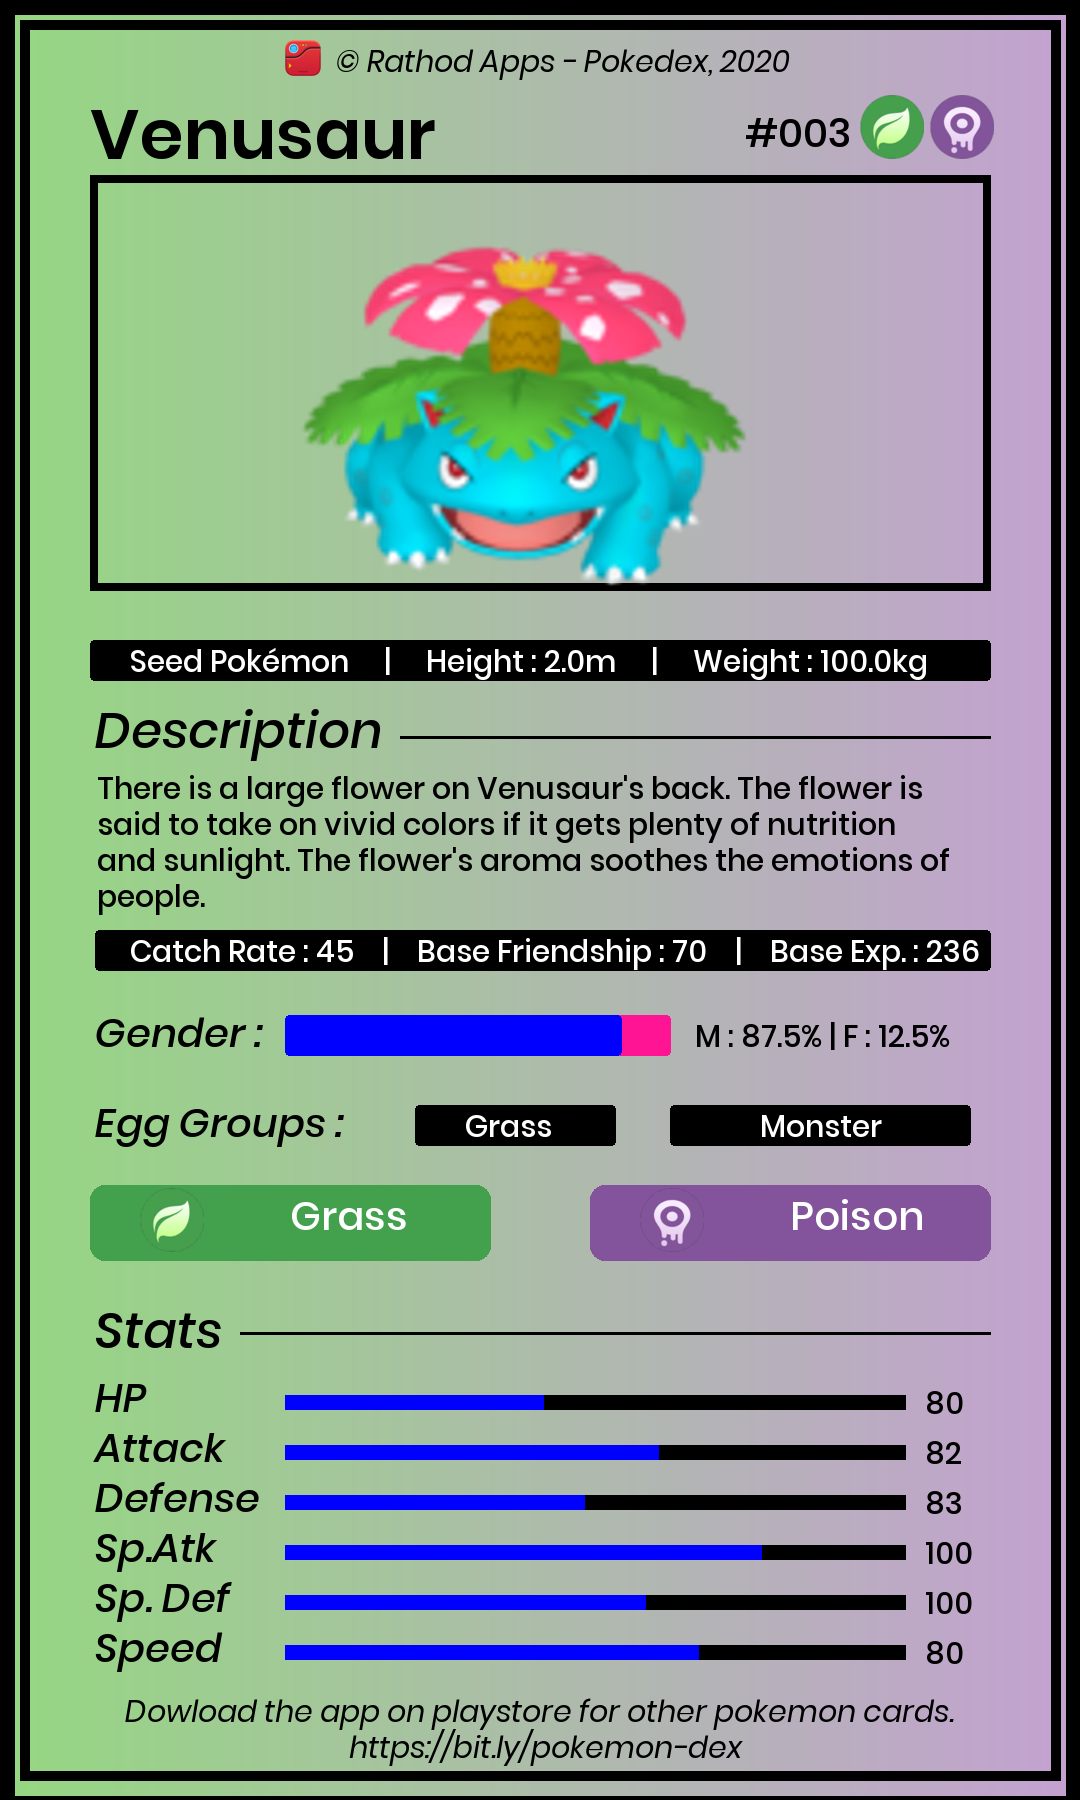 © Rathod Apps - Pokedex, 2020
Venusaur #003
Seed Pokémon | Height : 2.0m | Weight : 100.0kg
Description
There is a large flower on Venusaur's back. The flower is
said to take on vivid colors if it gets plenty of nutrition
and sunlight. The flower's aroma soothes the emotions of
people.
Catch Rate : 45 | Base Friendship : 70 | Base Exp. : 236
Gender : M : 87.5% | F : 12.5%
Egg Groups : Grass Monster
Grass Poison
Stats
HP 80
Attack 82
Defense 83
Sp.Atk 100
Sp. Def 100
Speed 80
Dowload the app on playstore for other pokemon cards.
https://bit.ly/pokemon-dex